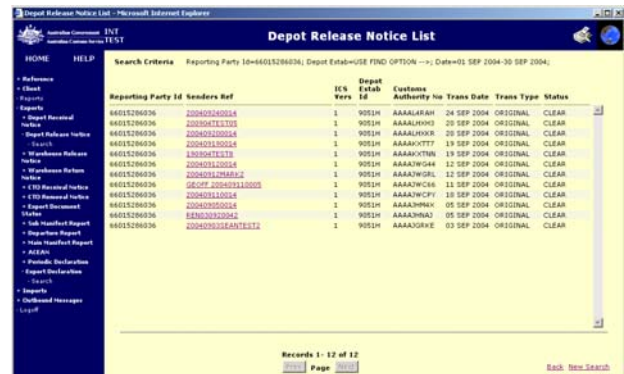 Depot Release Notice List - Microsoft Internet Explorer
Australian Government
Australian Customs Service
INT
TEST
Depot Release Notice List
HOME HELP
+ Reference
+ Client
- Reports
- Exports
+ Depot Receival Notice
- Depot Release Notice
- Search
+ Warehouse Release Notice
+ Warehouse Return Notice
+ CTO Receival Notice
+ CTO Removal Notice
+ Export Document Status
+ Sub Manifest Report
+ Departure Report
+ Main Manifest Report
+ ACEAN
+ Periodic Declaration
- Export Declaration
- Search
+ Imports
+ Outbound Messages
- Logoff
Search Criteria Reporting Party Id=66015286036; Depot Estab=USE FIND OPTION -->; Date=01 SEP 2004-30 SEP 2004;
Reporting Party Id Senders Ref ICS Vers Depot Estab Id Customs Authority No Trans Date Trans Type Status
66015286036 200409240014 1 9051H AAAAL4RAH 24 SEP 2004 ORIGINAL CLEAR
66015286036 200904TEST05 1 9051H 20 SEP 2004 ORIGINAL CLEAR
66015286036 200409200014 1 9051H 20 SEP 2004 ORIGINAL CLEAR
66015286036 200409190014 1 9051H AAAAKXTT7 19 SEP 2004 ORIGINAL CLEAR
66015286036 190904TEST8 1 9051H AAAAKXTNN 19 SEP 2004 ORIGINAL CLEAR
66015286036 200409120014 1 9051H AAAAJWG44 12 SEP 2004 ORIGINAL CLEAR
66015286036 20040912MARK2 1 9051H AAAAJWGRL 12 SEP 2004 ORIGINAL CLEAR
66015286036 GEOFF 200409110005 1 9051H AAAAJWC66 11 SEP 2004 ORIGINAL CLEAR
66015286036 200409110014 1 9051H AAAAJWCPY 10 SEP 2004 ORIGINAL CLEAR
66015286036 200409050014 1 9051H AAAAJHM4X 05 SEP 2004 ORIGINAL CLEAR
66015286036 REN030920042 1 9051H AAAAJHNAJ 05 SEP 2004 ORIGINAL CLEAR
66015286036 20040903SEANTEST2 1 9051H AAAAJGRKE 03 SEP 2004 ORIGINAL CLEAR
Records 1- 12 of 12
Prev Page Next
Back New Search